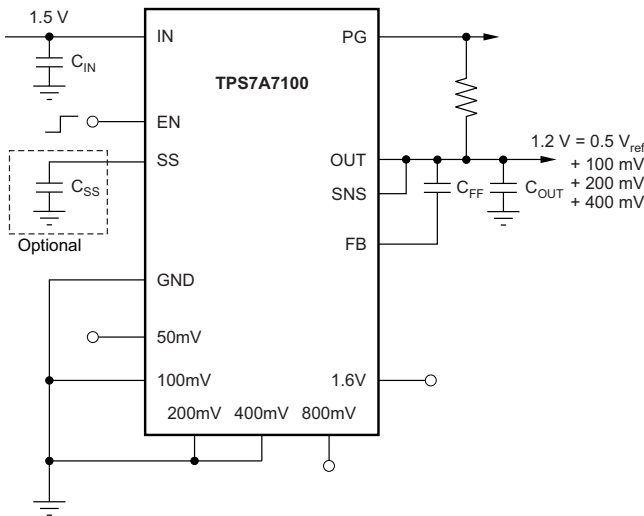 1.5 V
IN
PG
C_IN
TPS7A7100
EN
SS
OUT
1.2 V = 0.5 V_ref
+ 100 mV
+ 200 mV
+ 400 mV
C_SS
SNS
C_FF
C_OUT
Optional
FB
GND
50mV
100mV
1.6V
200mV 400mV 800mV